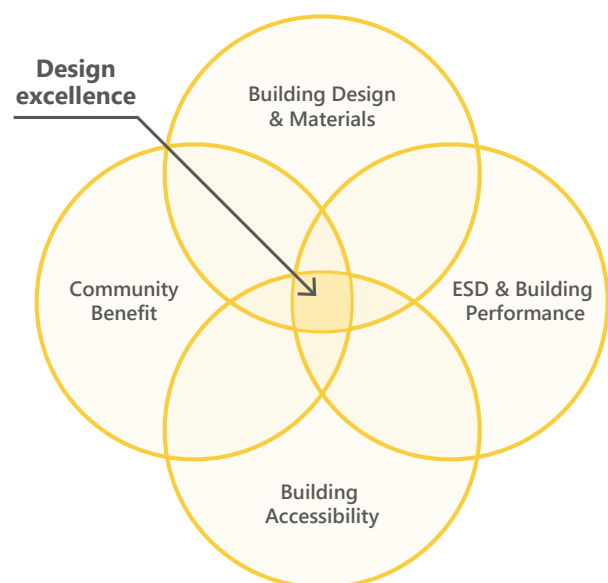 Design
excellence
Building Design
& Materials
Community
Benefit
ESD & Building
Performance
Building
Accessibility